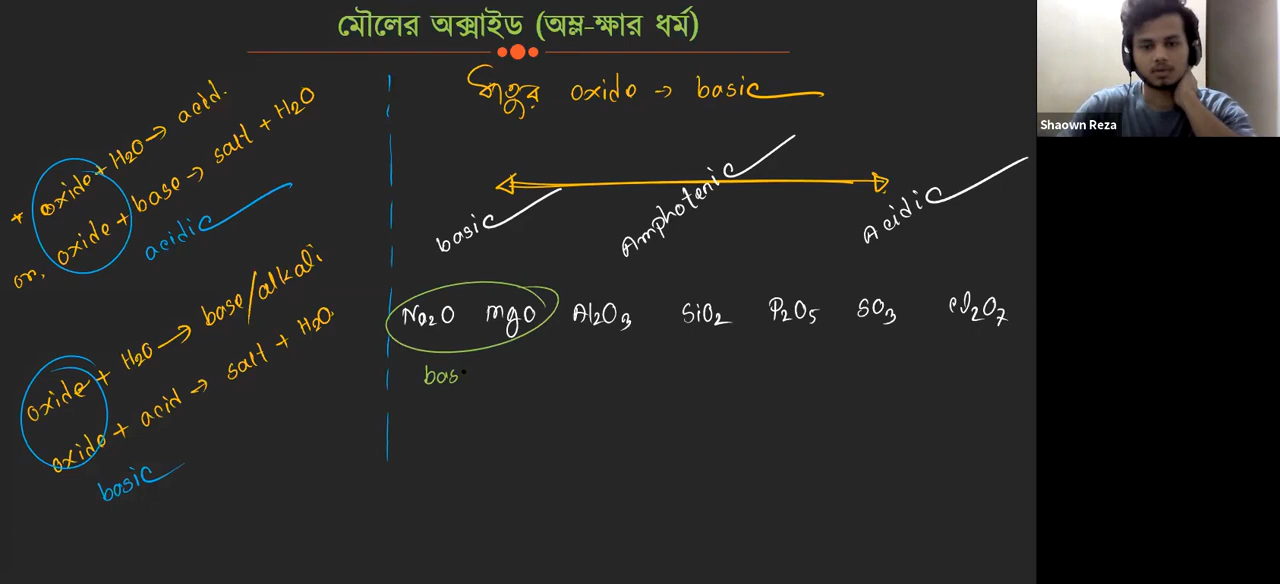 মৌলের অক্সাইড (অম্ল-ক্ষার ধর্ম)
* oxide + H2O → acid.
or, oxide + base → salt + H2O
acidic
oxide + H2O → base/alkali
oxide + acid → salt + H2O
basic
ধাতুর oxide → basic
basic Amphoteric Acidic
Na2O MgO Al2O3 SiO2 P2O5 SO3 Cl2O7
bas
Shaown Reza